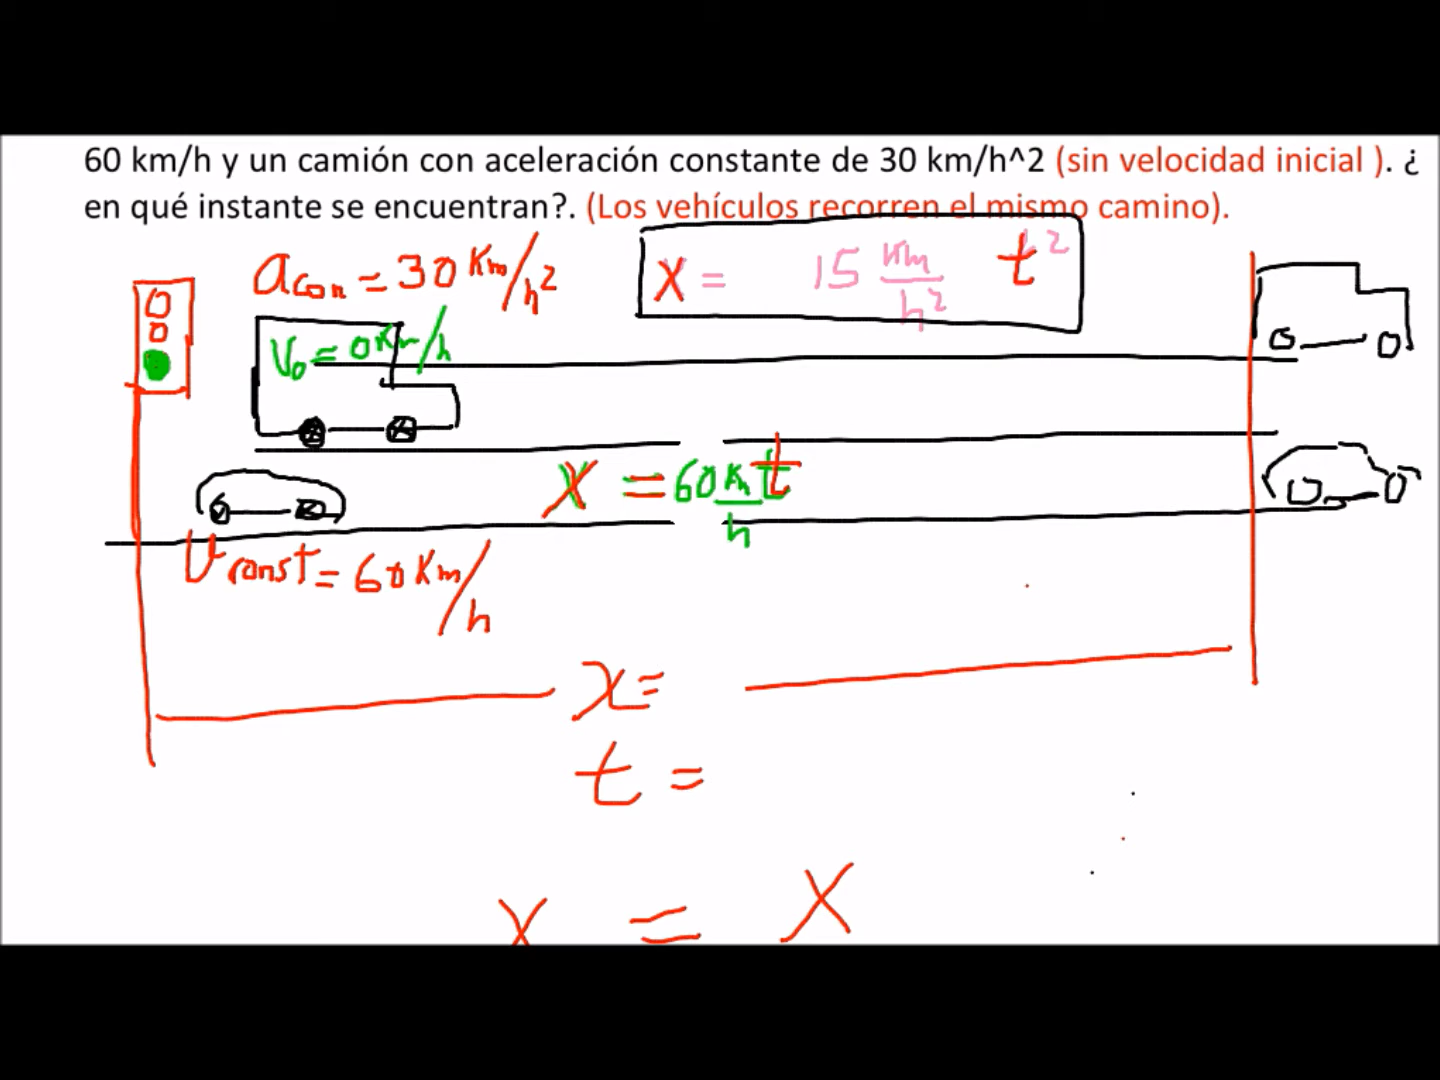 60 km/h y un camión con aceleración constante de 30 km/h^2 (sin velocidad inicial ). ¿
en qué instante se encuentran?. (Los vehículos recorren el mismo camino).
a con = 30 Km/h²
X = 15 km/h² t²
V₀ = 0 Km/h
X = 60 Km/h t
V const = 60 Km/h
x =
t =
X = X